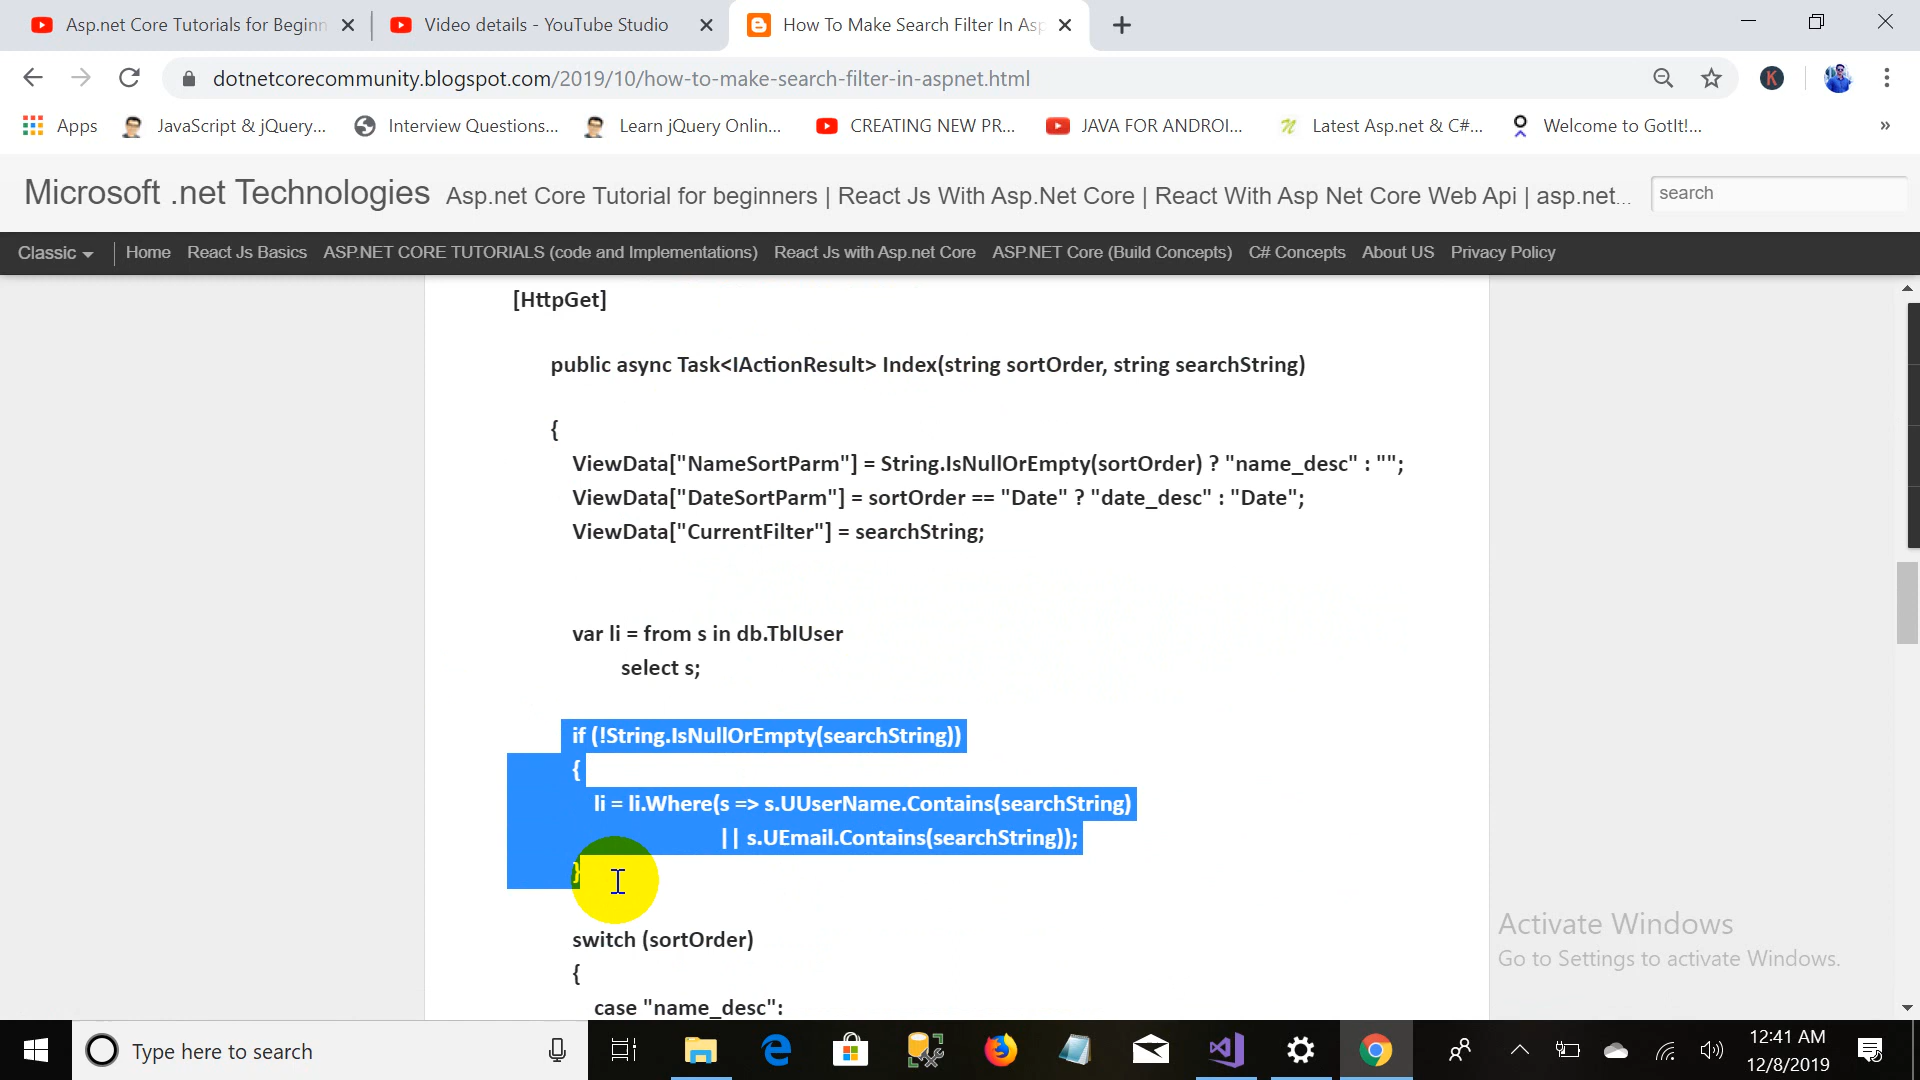 Asp.net Core Tutorials for Beginn
Video details - YouTube Studio
How To Make Search Filter In Asp
dotnetcorecommunity.blogspot.com/2019/10/how-to-make-search-filter-in-aspnet.html
K
Apps
JavaScript & jQuery...
Interview Questions...
Learn jQuery Onlin...
CREATING NEW PR...
JAVA FOR ANDROI...
Latest Asp.net & C#...
Welcome to GotIt!...
»
Microsoft .net Technologies
Asp.net Core Tutorial for beginners | React Js With Asp.Net Core | React With Asp Net Core Web Api | asp.net...
search
Classic
Home
React Js Basics
ASP.NET CORE TUTORIALS (code and Implementations)
React Js with Asp.net Core
ASP.NET Core (Build Concepts)
C# Concepts
About US
Privacy Policy
[HttpGet]
public async Task<IActionResult> Index(string sortOrder, string searchString)
{
ViewData["NameSortParm"] = String.IsNullOrEmpty(sortOrder) ? "name_desc" : "";
ViewData["DateSortParm"] = sortOrder == "Date" ? "date_desc" : "Date";
ViewData["CurrentFilter"] = searchString;
var li = from s in db.TblUser
select s;
if (!String.IsNullOrEmpty(searchString))
{
li = li.Where(s => s.UUserName.Contains(searchString)
|| s.UEmail.Contains(searchString));
}
switch (sortOrder)
{
case "name_desc":
Activate Windows
Go to Settings to activate Windows.
Type here to search
12:41 AM
12/8/2019